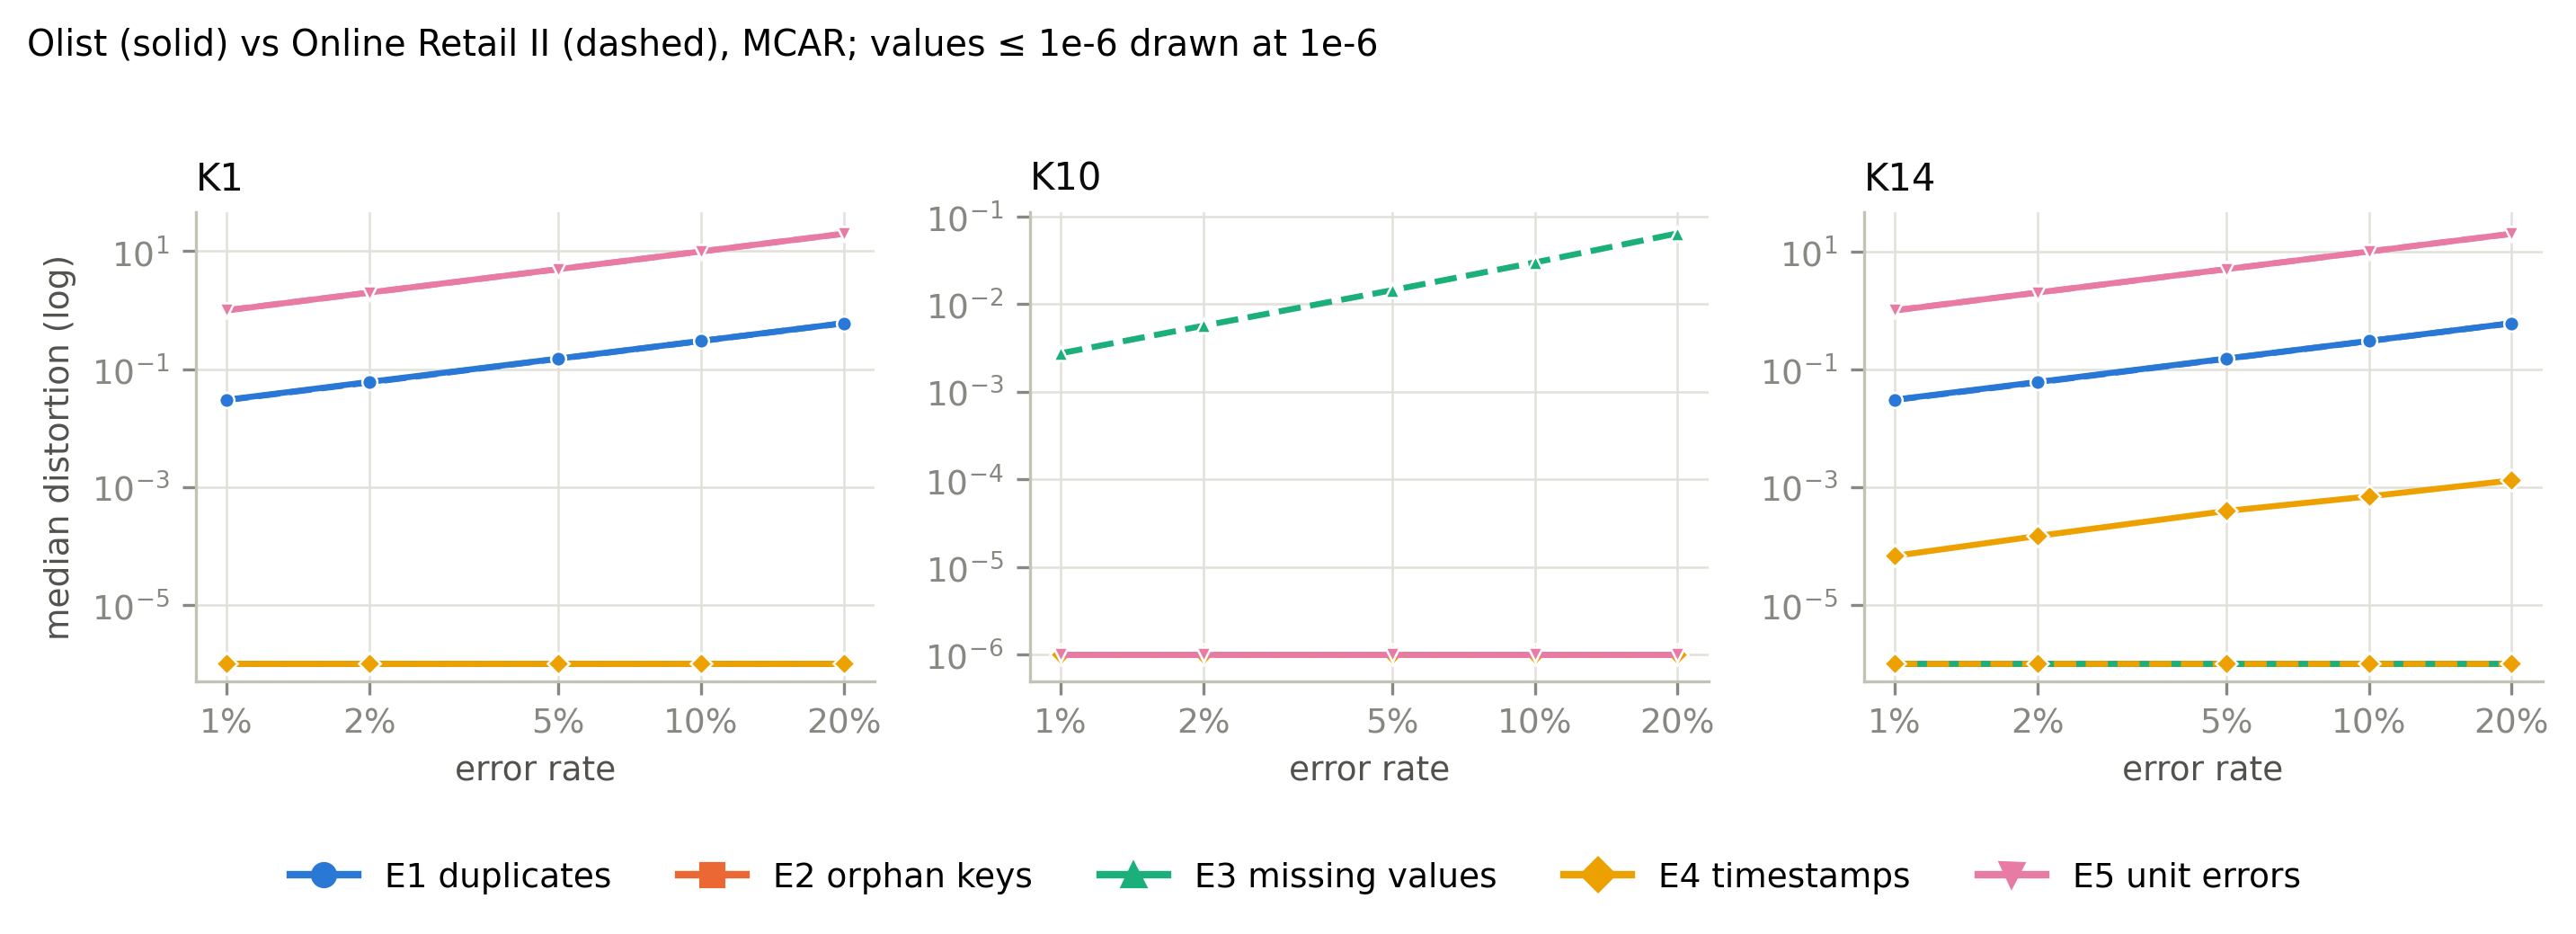 Olist (solid) vs Online Retail II (dashed), MCAR; values ≤ 1e-6 drawn at 1e-6
K1
K10
K14
median distortion (log)
10¹
10⁻¹
10⁻³
10⁻⁵
10⁻¹
10⁻²
10⁻³
10⁻⁴
10⁻⁵
10⁻⁶
10¹
10⁻¹
10⁻³
10⁻⁵
1% 2% 5% 10% 20%
1% 2% 5% 10% 20%
1% 2% 5% 10% 20%
error rate
error rate
error rate
E1 duplicates
E2 orphan keys
E3 missing values
E4 timestamps
E5 unit errors